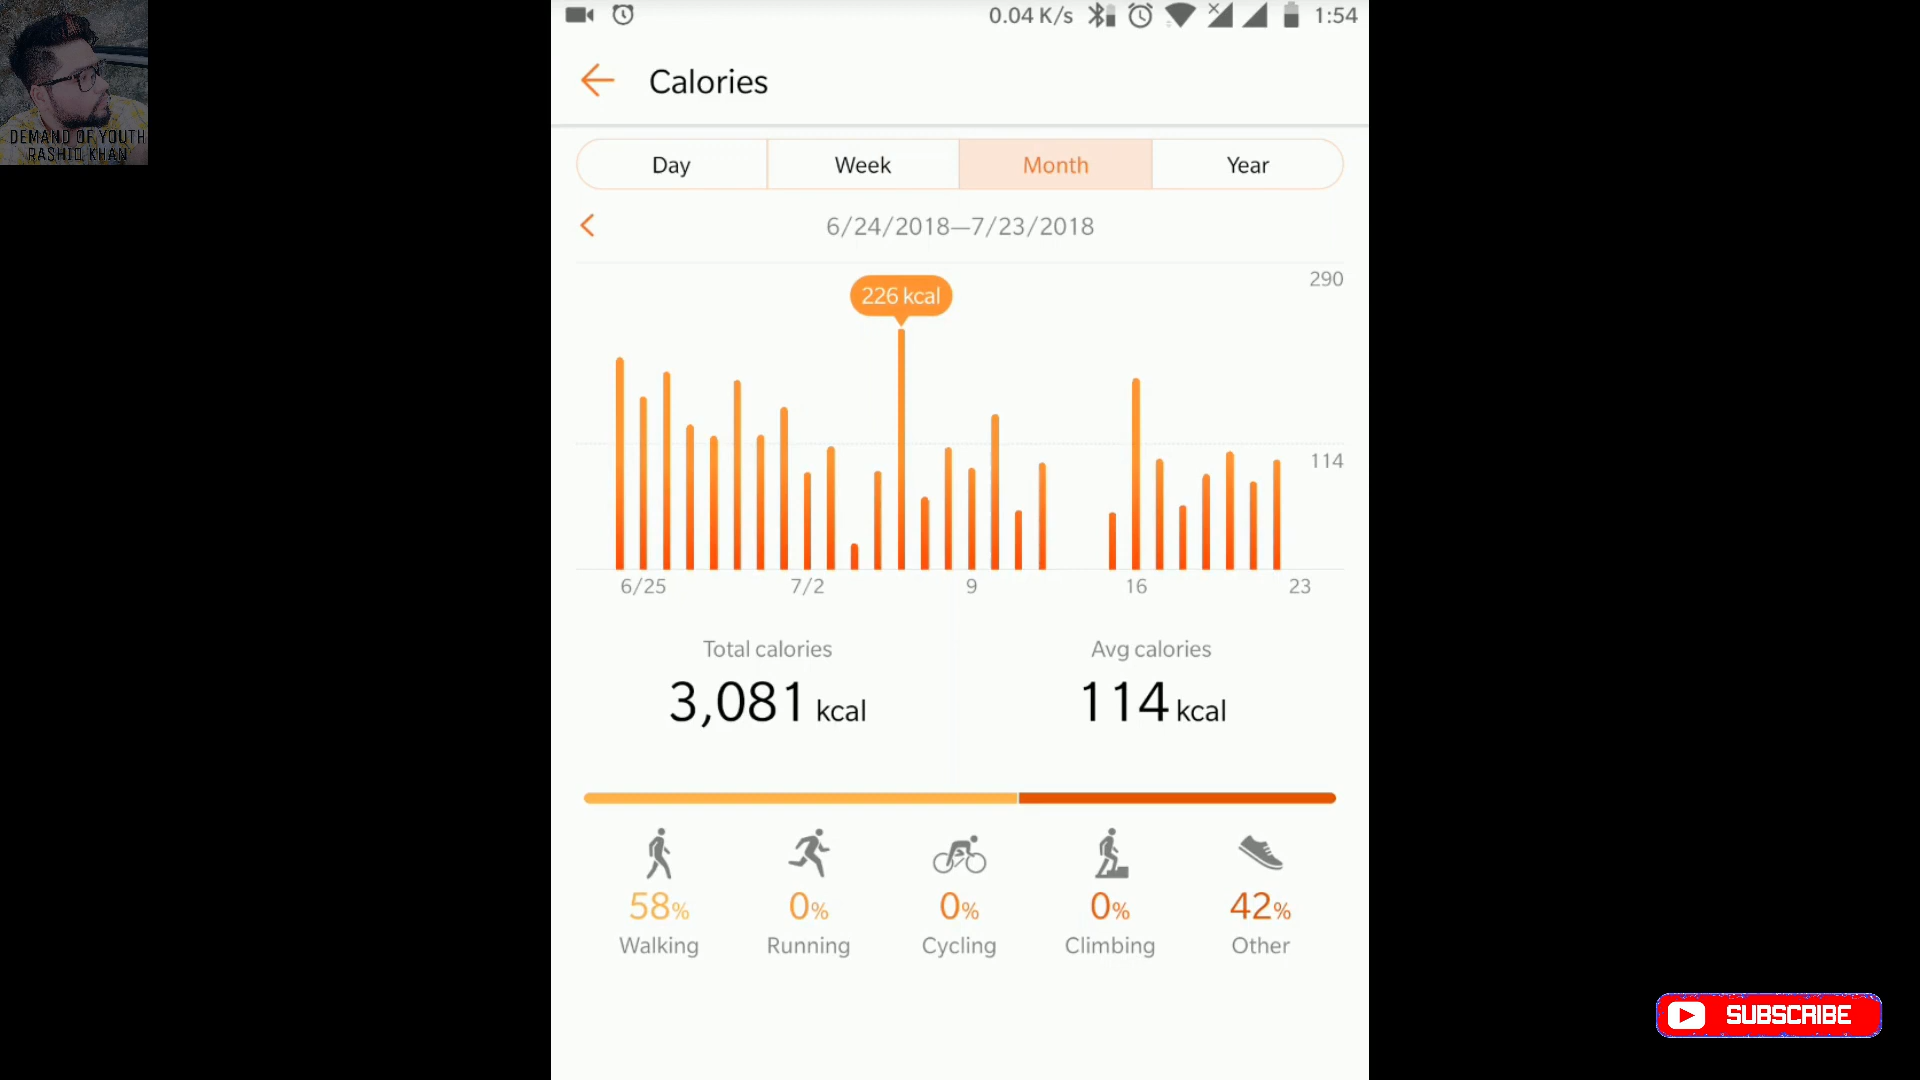 0.04 K/s 1:54
Calories
Day Week Month Year
6/24/2018—7/23/2018
290
226 kcal
114
6/25 7/2 9 16 23
Total calories Avg calories
3,081 kcal 114 kcal
58% 0% 0% 0% 42%
Walking Running Cycling Climbing Other
DEMAND OF YOUTH
RASHID KHAN
SUBSCRIBE